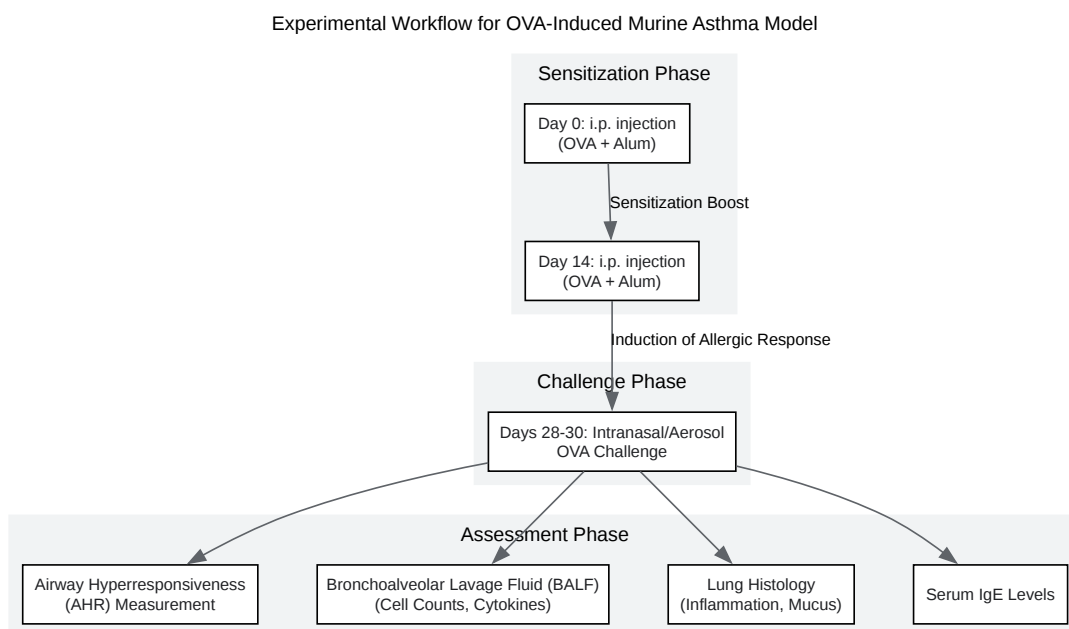 Experimental Workflow for OVA-Induced Murine Asthma Model
Sensitization Phase
Day 0: i.p. injection
(OVA + Alum)
Sensitization Boost
Day 14: i.p. injection
(OVA + Alum)
Induction of Allergic Response
Challenge Phase
Days 28-30: Intranasal/Aerosol
OVA Challenge
Assessment Phase
Airway Hyperresponsiveness
(AHR) Measurement
Bronchoalveolar Lavage Fluid (BALF)
(Cell Counts, Cytokines)
Lung Histology
(Inflammation, Mucus)
Serum IgE Levels